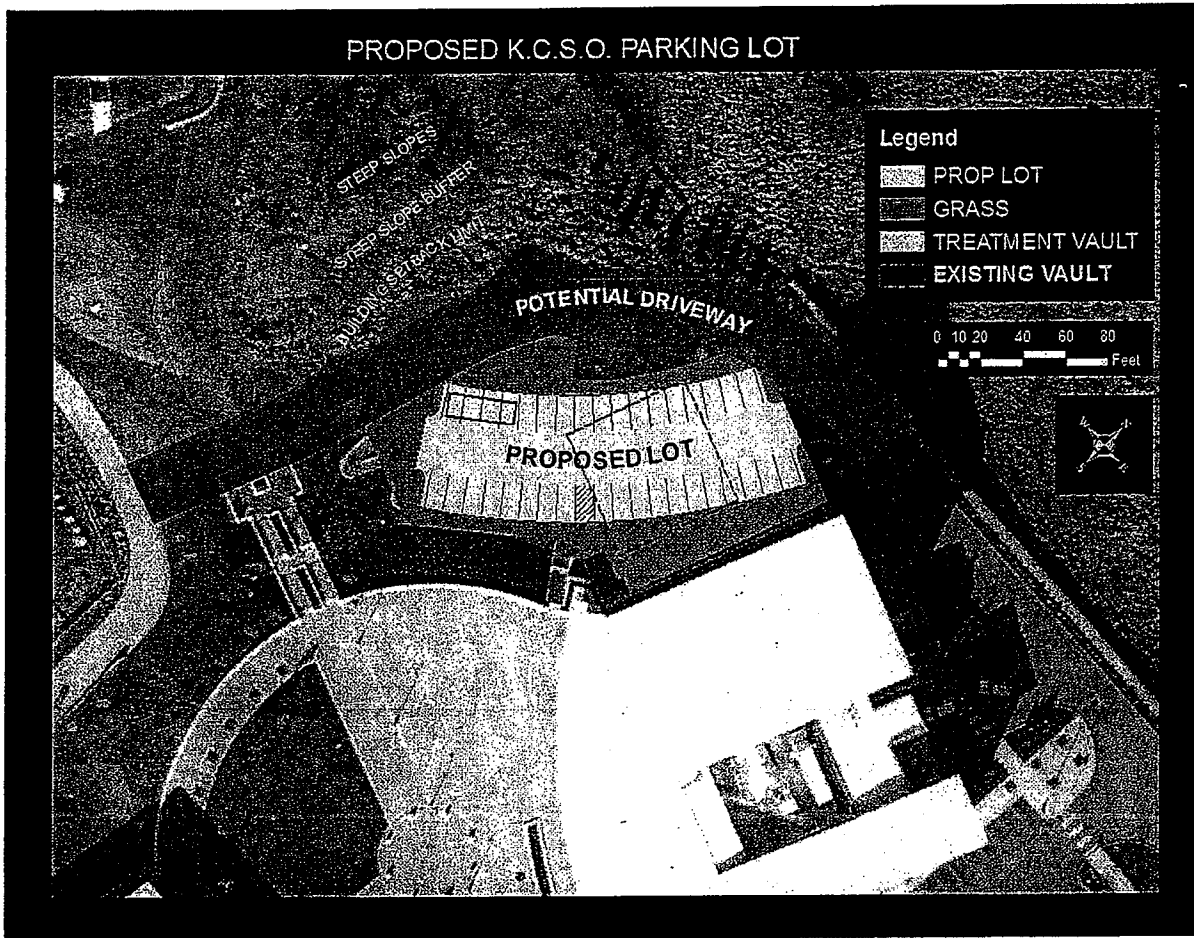 PROPOSED K.C.S.O. PARKING LOT
STEEP SLOPES
STEEP SLOPE BUFFER
BUILDING SETBACK LIMIT
POTENTIAL DRIVEWAY
PROPOSED LOT
Legend
PROP LOT
GRASS
TREATMENT VAULT
EXISTING VAULT
0 10 20 40 60 80
Feet